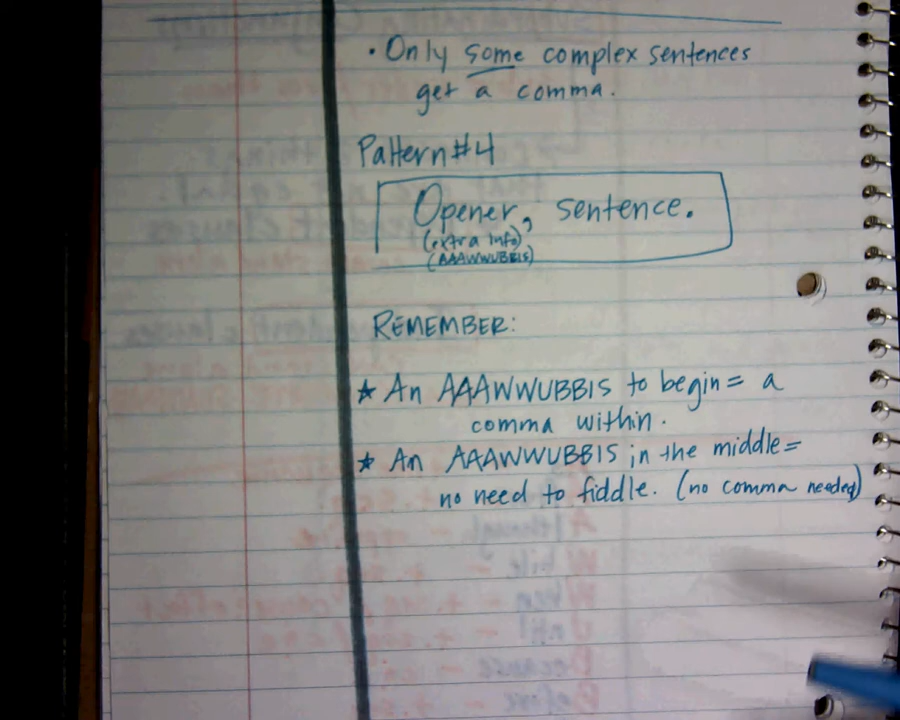 • Only some complex sentences
get a comma.
Pattern #4
Opener, sentence.
(extra info)
(AAAWWUBBIS)
REMEMBER:
★ An AAAWWUBBIS to begin = a
comma within.
★ An AAAWWUBBIS in the middle =
no need to fiddle. (no comma needed)